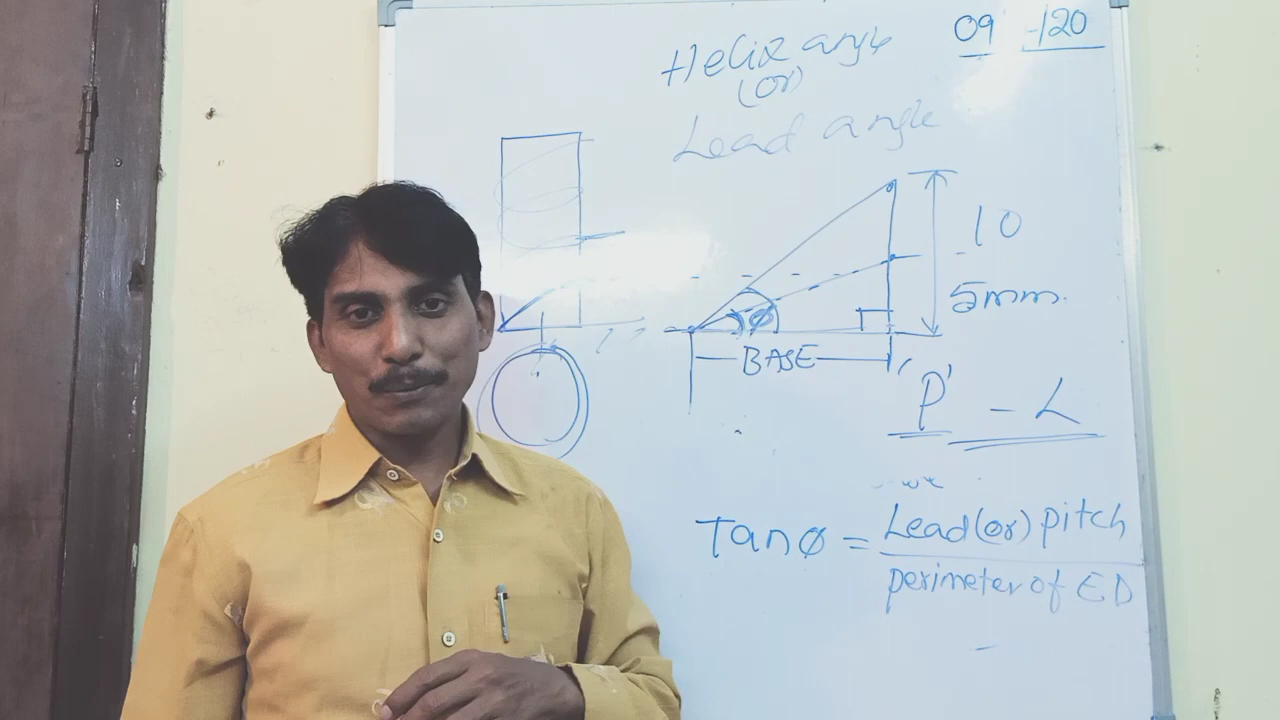 09 -120
Helix angle
(or)
Lead angle
10
5mm.
Ø
BASE
'P' - L
Tanø = Lead(or) pitch
perimeter of ED